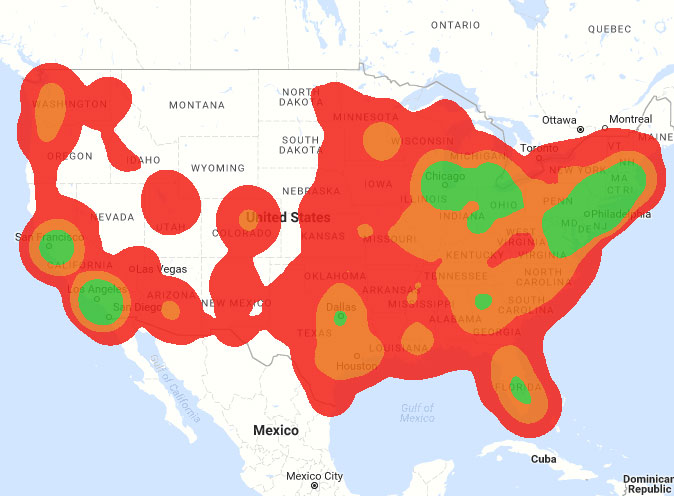 ONTARIO
QUEBEC
WASHINGTON
MONTANA
NORTH
DAKOTA
MINNESOTA
Ottawa
Montreal
MAINE
OREGON
IDAHO
SOUTH
DAKOTA
WISCONSIN
MICHIGAN
Toronto
VT
NH
WYOMING
NEW YORK
MA
CT RI
IOWA
Chicago
NEBRASKA
ILLINOIS
INDIANA
OHIO
PENN
Philadelphia
NEVADA
UTAH
United States
COLORADO
KANSAS
MISSOURI
MD
DE NJ
WEST
VIRGINIA
San Francisco
KENTUCKY
VIRGINIA
CALIFORNIA
Las Vegas
OKLAHOMA
TENNESSEE
NORTH
CAROLINA
Los Angeles
ARIZONA
NEW MEXICO
ARKANSAS
San Diego
Dallas
MISSISSIPPI
SOUTH
CAROLINA
ALABAMA
TEXAS
GEORGIA
LOUISIANA
Houston
FLORIDA
Gulf of
California
Gulf of
Mexico
Mexico
Cuba
Mexico City
Dominican
Republic